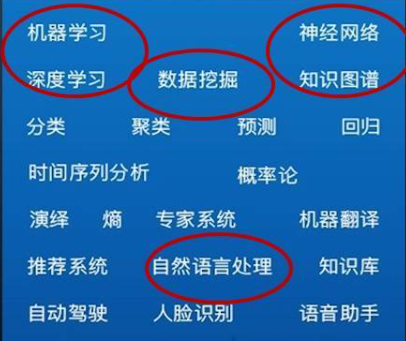 机器学习 神经网络
深度学习 数据挖掘 知识图谱
分类 聚类 预测 回归
时间序列分析 概率论
演绎 熵 专家系统 机器翻译
推荐系统 自然语言处理 知识库
自动驾驶 人脸识别 语音助手